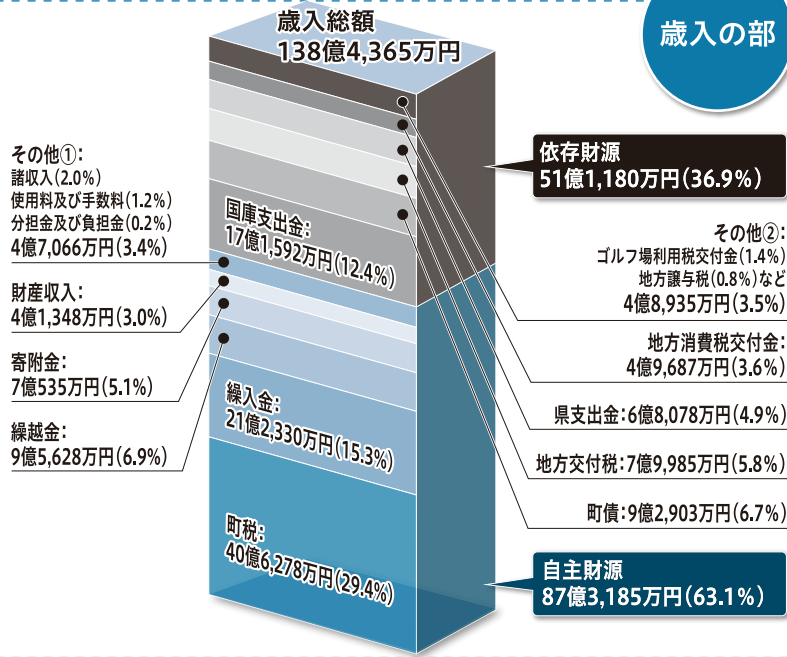 歳入の部
歳入総額
138億4,365万円
依存財源
51億1,180万円(36.9%)
その他②:
ゴルフ場利用税交付金(1.4%)
地方譲与税(0.8%)など
4億8,935万円(3.5%)
地方消費税交付金:
4億9,687万円(3.6%)
県支出金:6億8,078万円(4.9%)
地方交付税:7億9,985万円(5.8%)
町債:9億2,903万円(6.7%)
国庫支出金:
17億1,592万円(12.4%)
その他①:
諸収入(2.0%)
使用料及び手数料(1.2%)
分担金及び負担金(0.2%)
4億7,066万円(3.4%)
財産収入:
4億1,348万円(3.0%)
寄附金:
7億535万円(5.1%)
繰越金:
9億5,628万円(6.9%)
繰入金:
21億2,330万円(15.3%)
町税:
40億6,278万円(29.4%)
自主財源
87億3,185万円(63.1%)